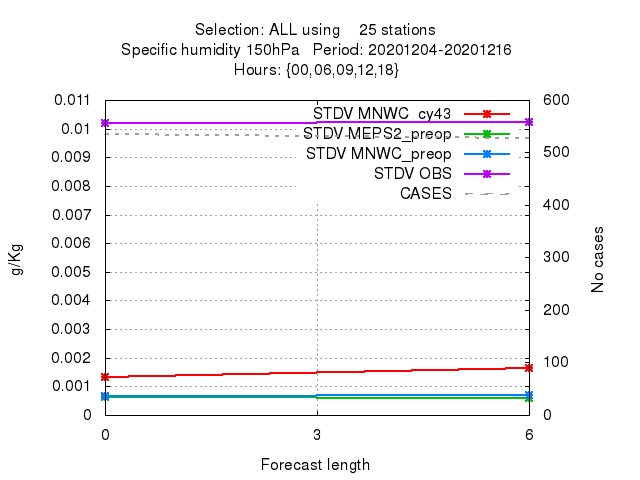 Selection: ALL using 25 stations
Specific humidity 150hPa Period: 20201204-20201216
Hours: {00,06,09,12,18}
STDV MNWC_cy43
STDV MEPS2_preop
STDV MNWC_preop
STDV OBS
CASES
0.011
0.01
0.009
0.008
0.007
0.006
0.005
0.004
0.003
0.002
0.001
0
g/Kg
600
500
400
300
200
100
0
No cases
0 3 6
Forecast length